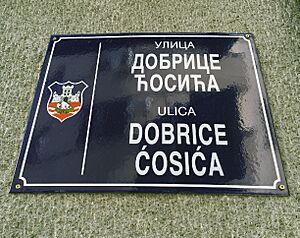 УЛИЦА
ДОБРИЦЕ
ЋОСИЋА
ULICA
DOBRICE
ĆOSIĆA